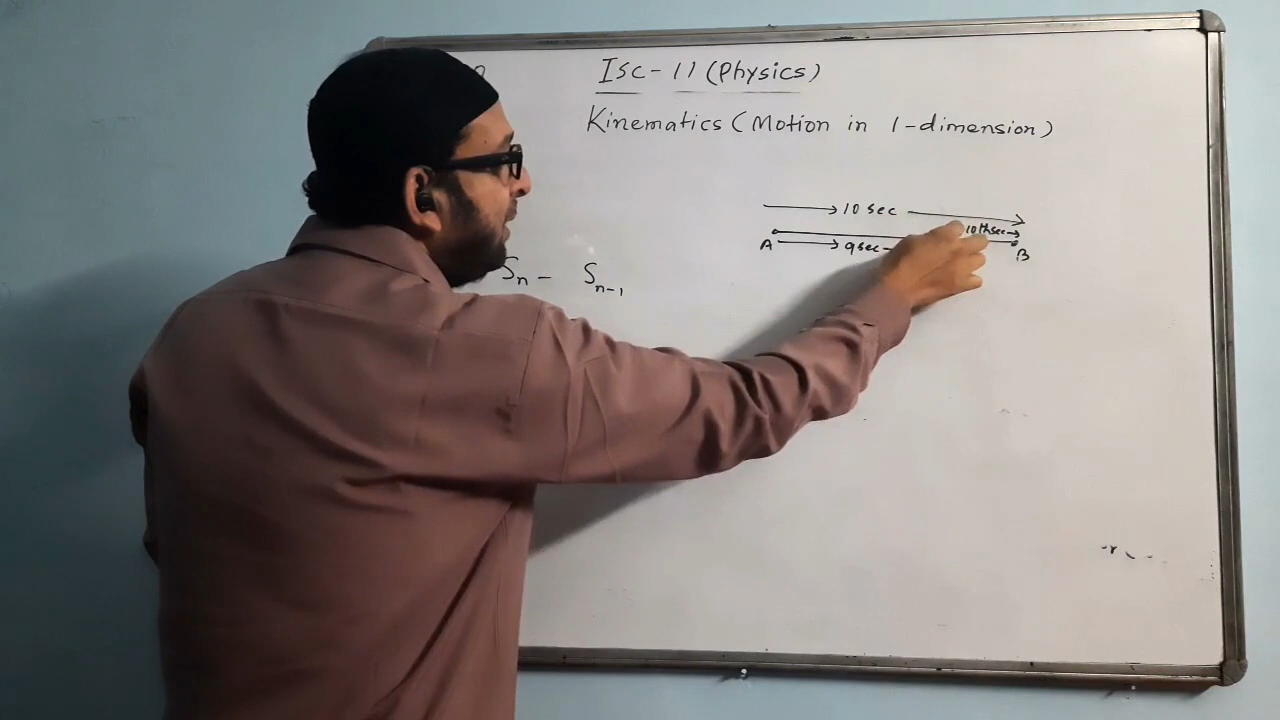 Isc-11 (Physics)
Kinematics (Motion in 1-dimension)
10 sec
10th sec
A 9 sec B
Sn - Sn-1